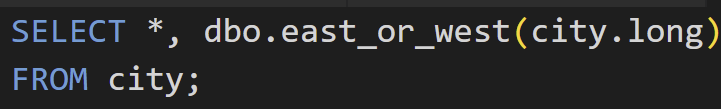 SELECT *, dbo.east_or_west(city.long)
FROM city;